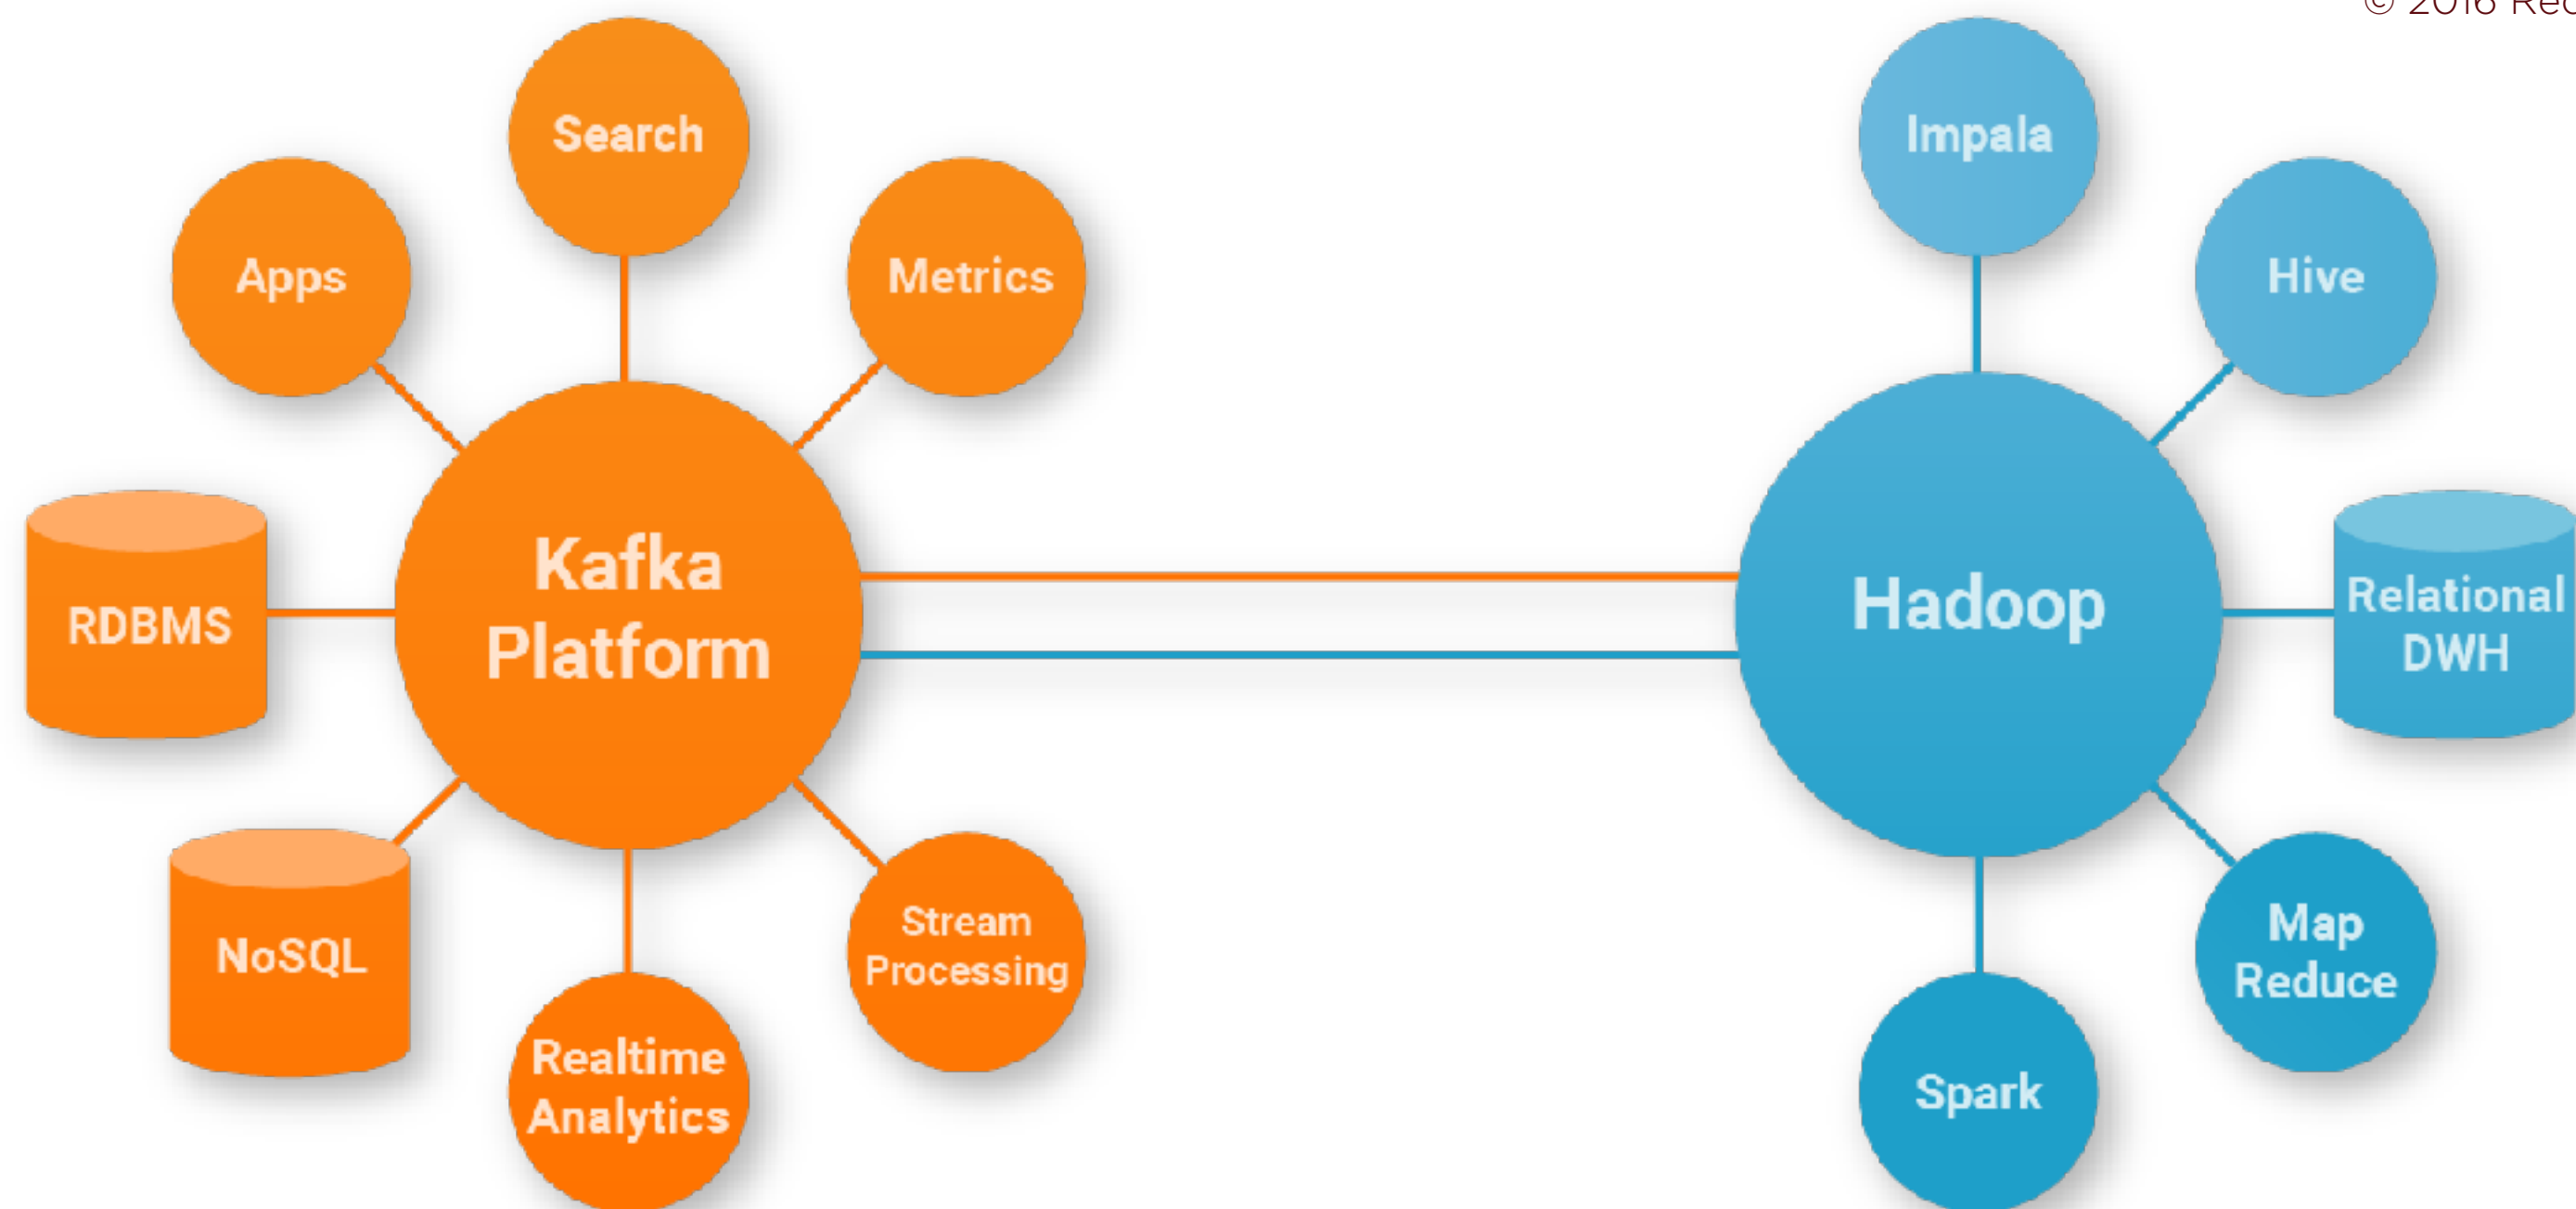 © 2016
Search
Impala
Apps
Metrics
Hive
Kafka
Platform
RDBMS
Hadoop
Relational
DWH
NoSQL
Stream
Processing
Map
Reduce
Realtime
Analytics
Spark